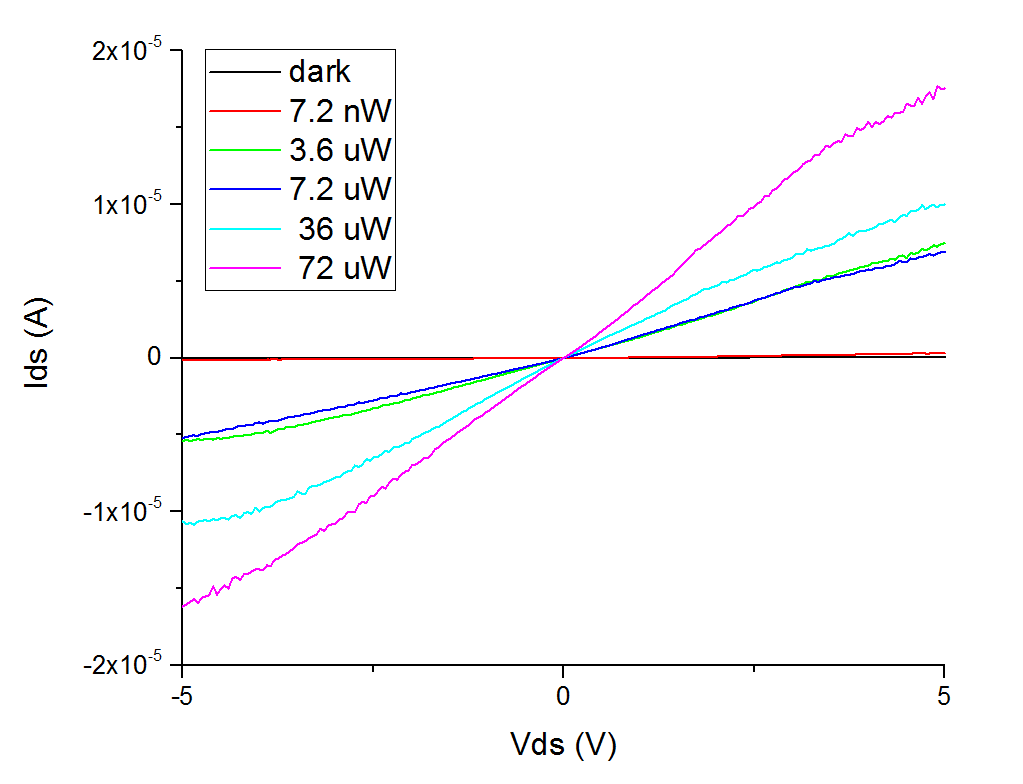 2x10^-5
1x10^-5
0
-1x10^-5
-2x10^-5
Ids (A)
dark
7.2 nW
3.6 uW
7.2 uW
36 uW
72 uW
-5
0
5
Vds (V)